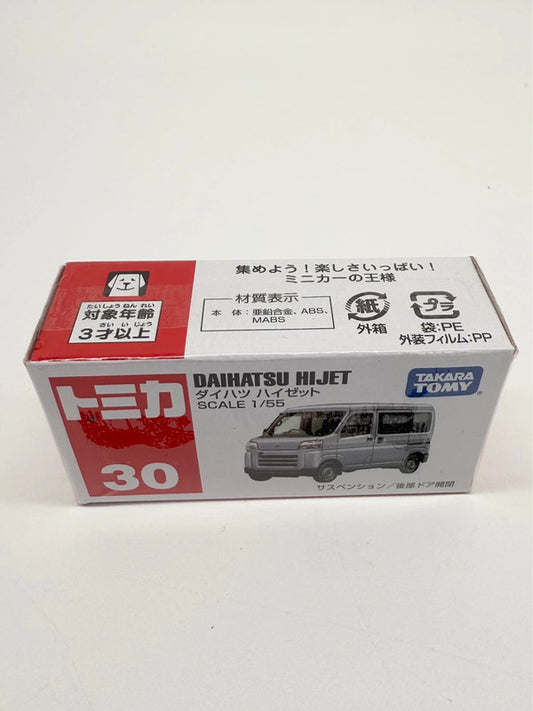 集めよう！楽しさいっぱい！
ミニカーの王様
たいしょうねんれい
対象年齢
さいいじょう
3才以上
材質表示
本 体：亜鉛合金、ABS、
MABS
紙
外箱
プラ
袋：PE
外装フィルム：PP
トミカ
30
DAIHATSU HIJET
ダイハツ ハイゼット
SCALE 1/55
TAKARA
TOMY
®
サスペンション／後部ドア開閉